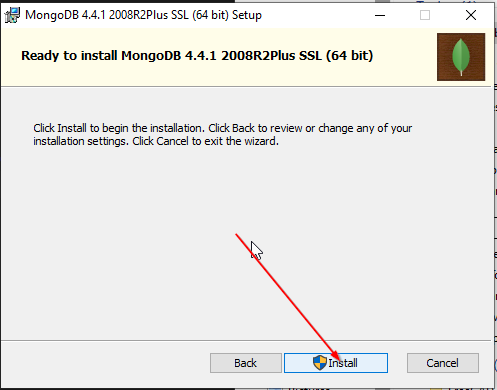 MongoDB 4.4.1 2008R2Plus SSL (64 bit) Setup
Ready to install MongoDB 4.4.1 2008R2Plus SSL (64 bit)
Click Install to begin the installation. Click Back to review or change any of your
installation settings. Click Cancel to exit the wizard.
Back
Install
Cancel